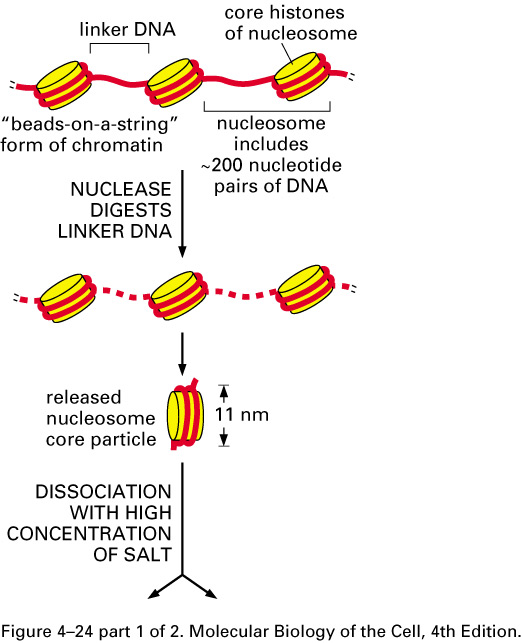 linker DNA
core histones
of nucleosome
“beads-on-a-string”
form of chromatin
nucleosome
includes
~200 nucleotide
pairs of DNA
NUCLEASE
DIGESTS
LINKER DNA
released
nucleosome
core particle
11 nm
DISSOCIATION
WITH HIGH
CONCENTRATION
OF SALT
Figure 4–24 part 1 of 2. Molecular Biology of the Cell, 4th Edition.